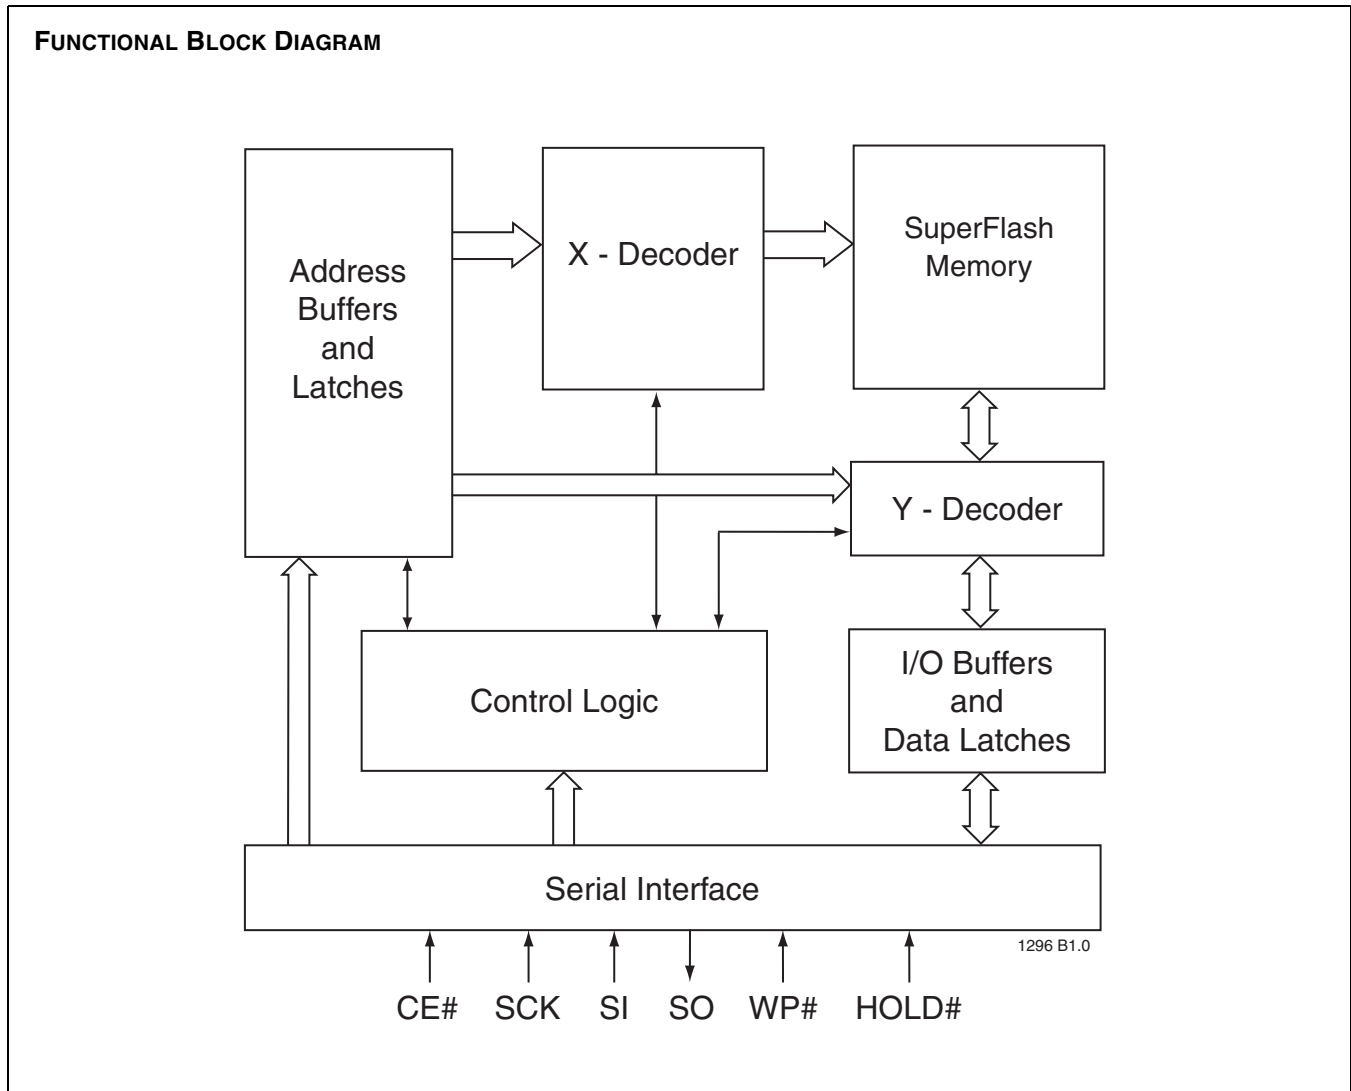 FUNCTIONAL BLOCK DIAGRAM
Address
Buffers
and
Latches
X - Decoder
SuperFlash
Memory
Y - Decoder
Control Logic
I/O Buffers
and
Data Latches
Serial Interface
1296 B1.0
CE# SCK SI SO WP# HOLD#